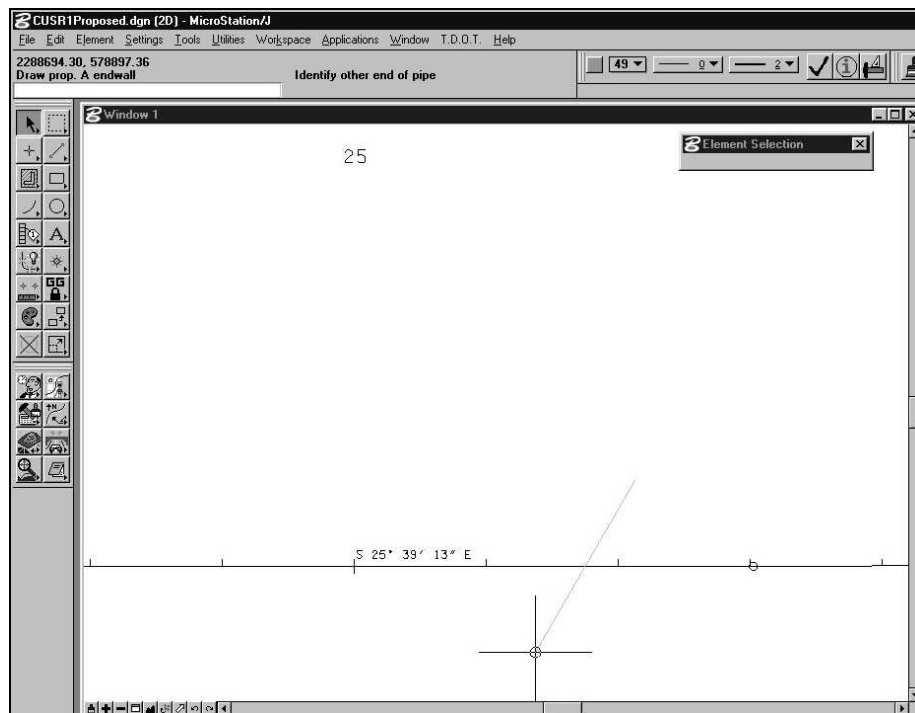 CUSR1Proposed.dgn (2D) - MicroStation/J
File Edit Element Settings Tools Utilities Workspace Applications Window T.D.O.T. Help
2288694.30, 578897.36
Draw prop. A endwall Identify other end of pipe
49 0 2
Window 1
Element Selection
25
A
GG
S 25° 39' 13" E